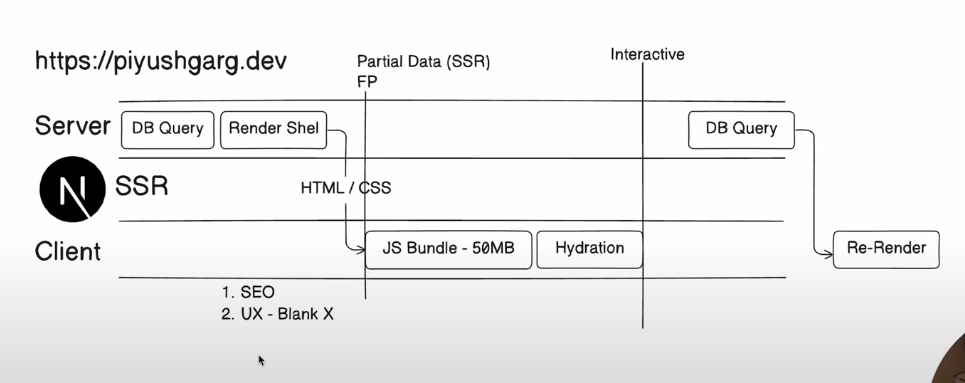 https://piyushgarg.dev
Partial Data (SSR)
FP
Interactive
Server
DB Query
Render Shel
DB Query
N
SSR
HTML / CSS
Client
JS Bundle - 50MB
Hydration
Re-Render
1. SEO
2. UX - Blank X